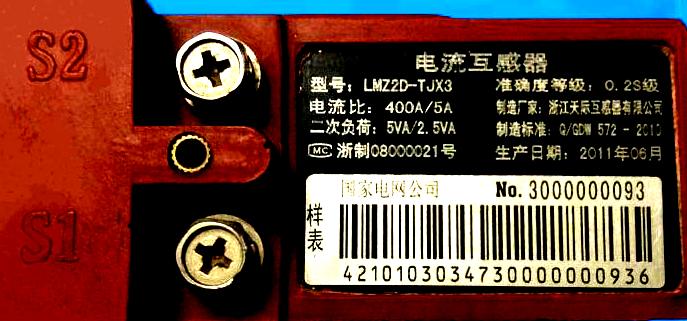 S2
S1
电流互感器
型号：LMZ2D-TJX3 准确度等级：0.2S级
电流比：400A/5A 制造厂家：浙江天际互感器有限公司
二次负荷：5VA/2.5VA 制造标准：Q/GDW 572 - 2010
MC 浙制08000021号 生产日期：2011年06月
国家电网公司 No. 3000000093
样表
4210103034730000000936